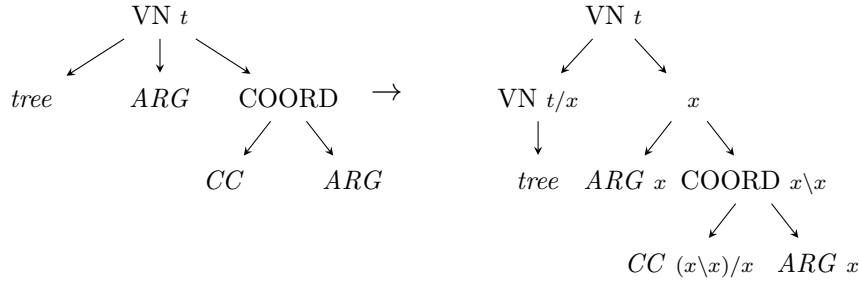 VN t VN t
tree ARG COORD → VN t/x x
CC ARG tree ARG x COORD x\x
CC (x\x)/x ARG x